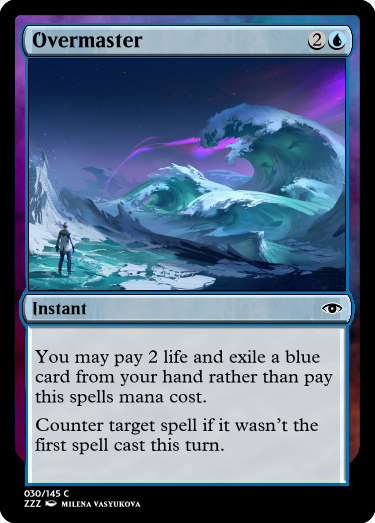 Overmaster 2
Instant
You may pay 2 life and exile a blue
card from your hand rather than pay
this spells mana cost.
Counter target spell if it wasn't the
first spell cast this turn.
030/145 C
ZZZ MILENA VASYUKOVA